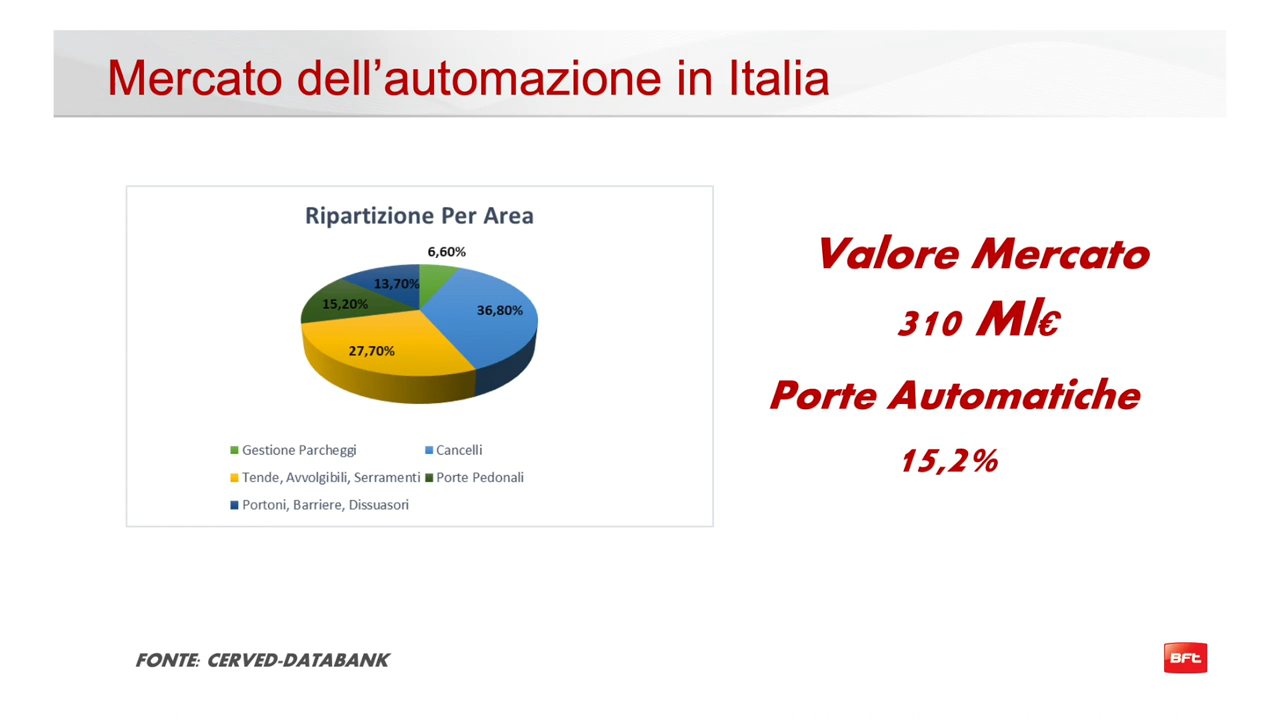 Mercato dell’automazione in Italia
Ripartizione Per Area
6,60%
13,70%
15,20%
36,80%
27,70%
Gestione Parcheggi
Cancelli
Tende, Avvolgibili, Serramenti
Porte Pedonali
Portoni, Barriere, Dissuasori
Valore Mercato
310 Ml€
Porte Automatiche
15,2%
FONTE: CERVED-DATABANK
BFt